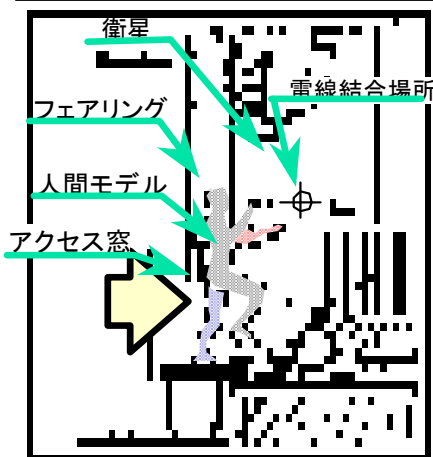 衛星
電線結合場所
フェアリング
人間モデル
アクセス窓